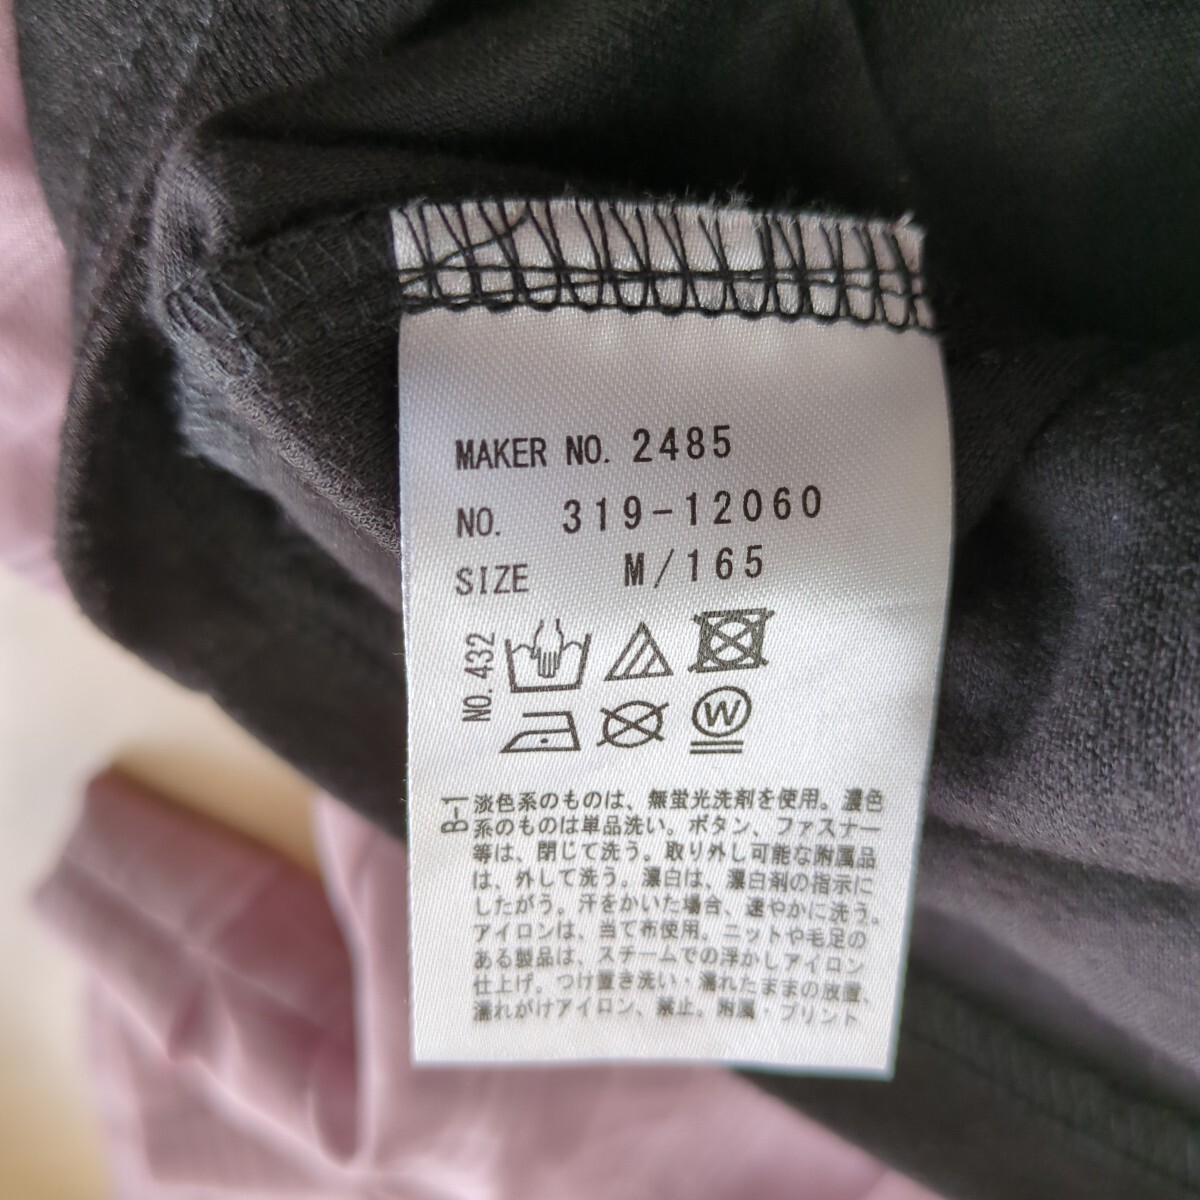 MAKER NO. 2485
NO. 319-12060
SIZE M/165
NO.432
W
B-1
淡色系のものは、無蛍光洗剤を使用。濃色
系のものは単品洗い。ボタン、ファスナー
等は、閉じて洗う。取り外し可能な附属品
は、外して洗う。漂白は、漂白剤の指示に
したがう。汗をかいた場合、速やかに洗う。
アイロンは、当て布使用。ニットや毛足の
ある製品は、スチームでの浮かしアイロン
仕上げ。つけ置き洗い・濡れたままの放置、
濡れがけアイロン、禁止。附属・プリント